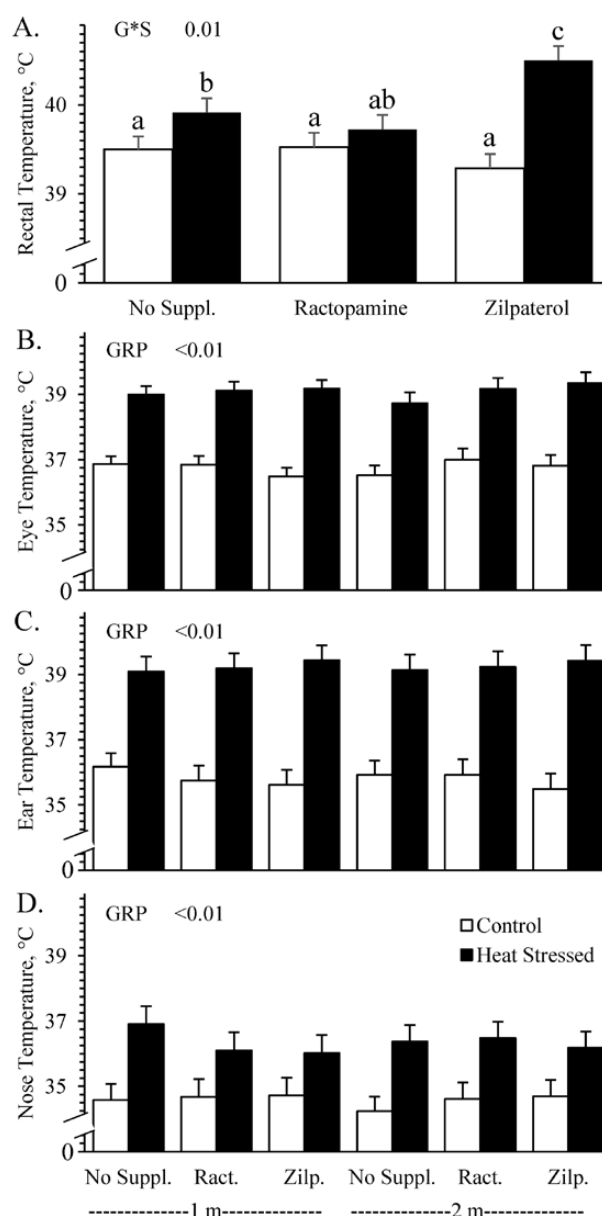 A. G*S 0.01
Rectal Temperature, °C
40
39
0
a b a ab a c
No Suppl. Ractopamine Zilpaterol
B. GRP <0.01
Eye Temperature, °C
39
37
35
0
C. GRP <0.01
Ear Temperature, °C
39
37
35
0
D. GRP <0.01
Nose Temperature, °C
39
37
35
0
Control
Heat Stressed
No Suppl. Ract. Zilp. No Suppl. Ract. Zilp.
--------------1 m-------------- --------------2 m--------------